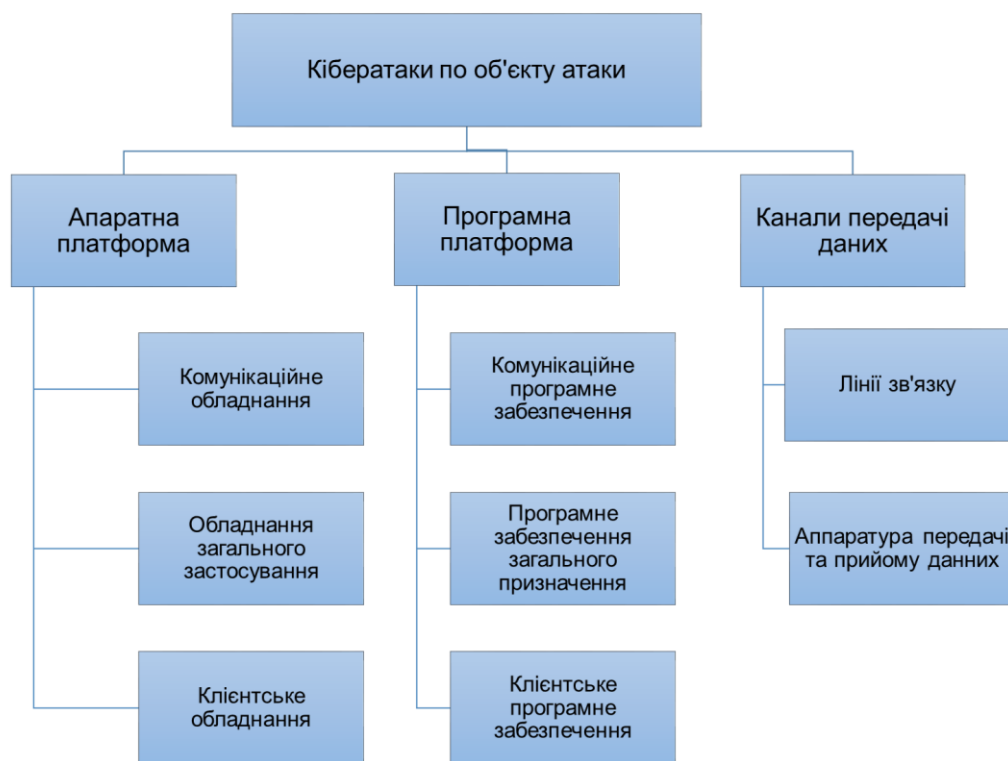 Кібератаки по об'єкту атаки
Апаратна
платформа
Програмна
платформа
Канали передачі
даних
Комунікаційне
обладнання
Комунікаційне
програмне
забезпечення
Лінії зв'язку
Обладнання
загального
застосування
Програмне
забезпечення
загального
призначення
Аппаратура передачі
та прийому данних
Клієнтське
обладнання
Клієнтське
програмне
забезпечення